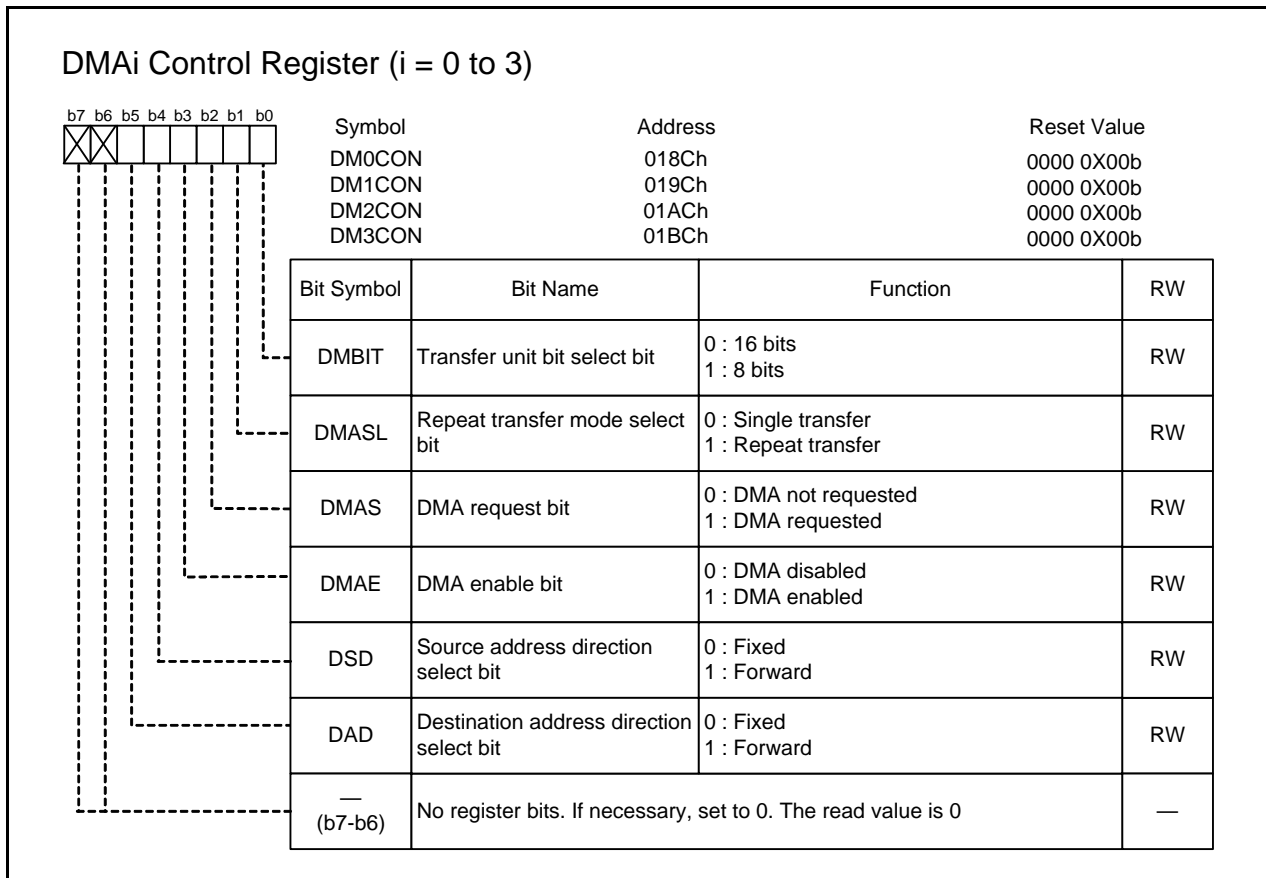 DMAi Control Register (i = 0 to 3)
b7 b6 b5 b4 b3 b2 b1 b0
Symbol Address Reset Value
DM0CON 018Ch 0000 0X00b
DM1CON 019Ch 0000 0X00b
DM2CON 01ACh 0000 0X00b
DM3CON 01BCh 0000 0X00b
Bit Symbol Bit Name Function RW
DMBIT Transfer unit bit select bit 0 : 16 bits
1 : 8 bits RW
DMASL Repeat transfer mode select
bit 0 : Single transfer
1 : Repeat transfer RW
DMAS DMA request bit 0 : DMA not requested
1 : DMA requested RW
DMAE DMA enable bit 0 : DMA disabled
1 : DMA enabled RW
DSD Source address direction
select bit 0 : Fixed
1 : Forward RW
DAD Destination address direction
select bit 0 : Fixed
1 : Forward RW
—
(b7-b6) No register bits. If necessary, set to 0. The read value is 0 —